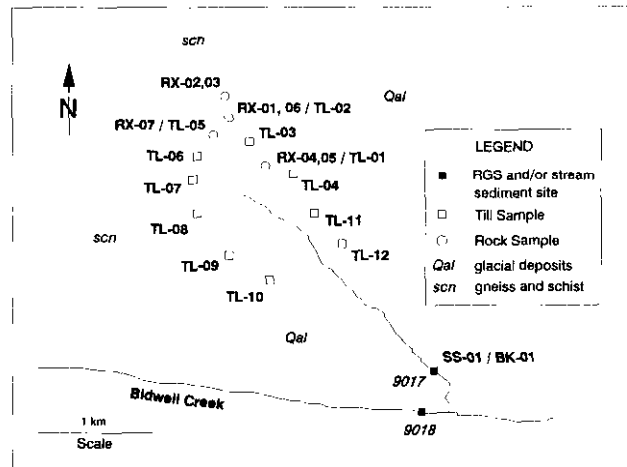 scn
RX-02,03
Qal
N
RX-01, 06 / TL-02
RX-07 / TL-05
TL-03
TL-06
RX-04,05 / TL-01
TL-07
TL-04
TL-08
TL-11
scn
TL-12
TL-09
TL-10
Qal
LEGEND
RGS and/or stream
sediment site
Till Sample
Rock Sample
Qal glacial deposits
scn gneiss and schist
SS-01 / BK-01
9017
Bidwell Creek
9018
1 km
Scale